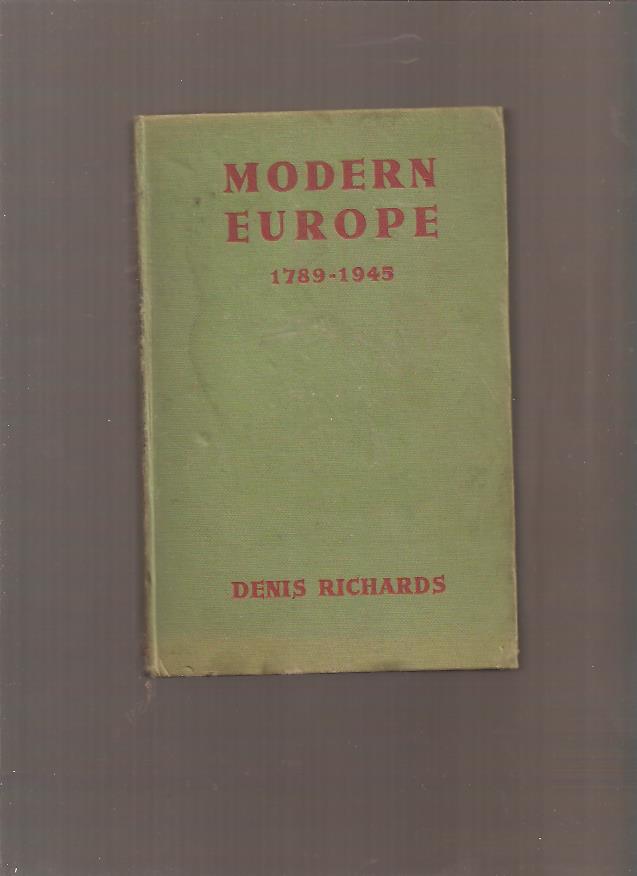 MODERN
EUROPE
1789-1945
DENIS RICHARDS